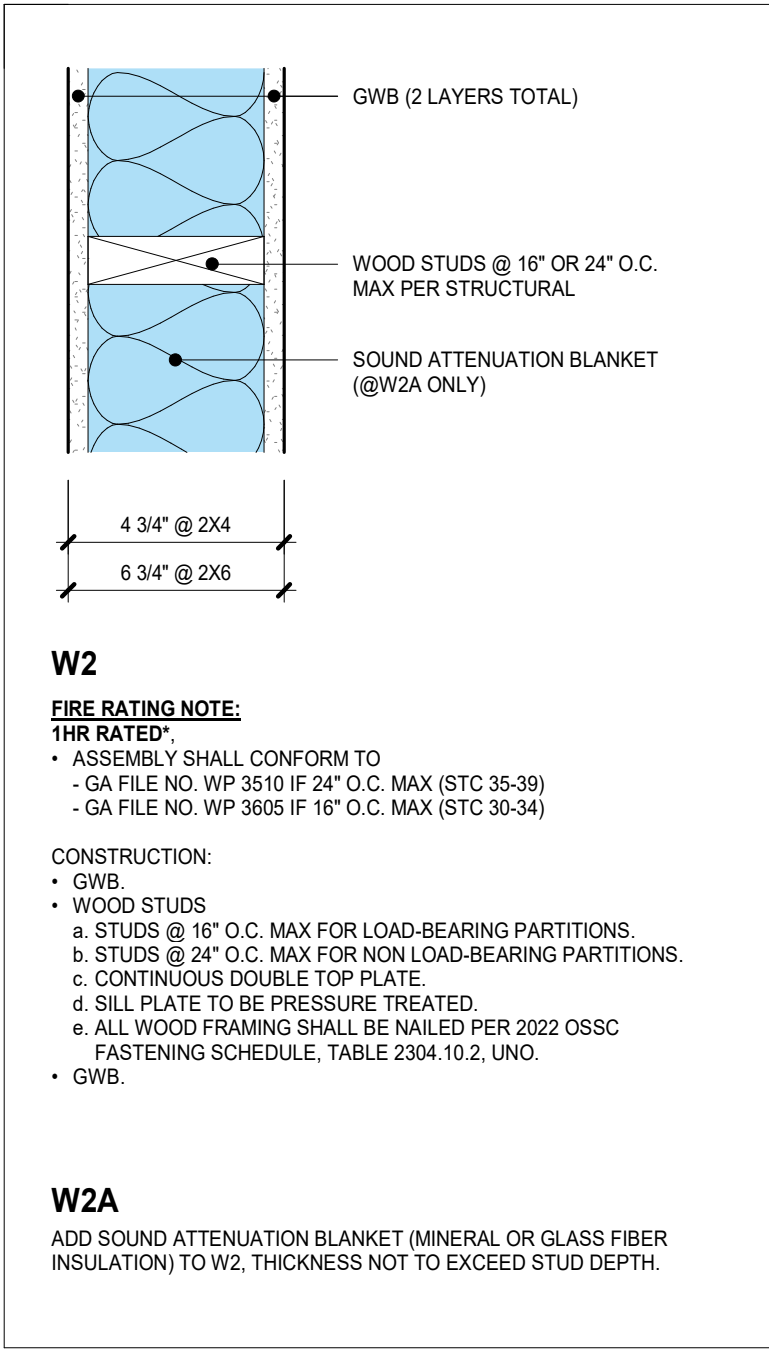 GWB (2 LAYERS TOTAL)
WOOD STUDS @ 16" OR 24" O.C.
MAX PER STRUCTURAL
SOUND ATTENUATION BLANKET
(@W2A ONLY)
4 3/4" @ 2X4
6 3/4" @ 2X6
W2
FIRE RATING NOTE:
1HR RATED*,
• ASSEMBLY SHALL CONFORM TO
- GA FILE NO. WP 3510 IF 24" O.C. MAX (STC 35-39)
- GA FILE NO. WP 3605 IF 16" O.C. MAX (STC 30-34)
CONSTRUCTION:
• GWB.
• WOOD STUDS
a. STUDS @ 16" O.C. MAX FOR LOAD-BEARING PARTITIONS.
b. STUDS @ 24" O.C. MAX FOR NON LOAD-BEARING PARTITIONS.
c. CONTINUOUS DOUBLE TOP PLATE.
d. SILL PLATE TO BE PRESSURE TREATED.
e. ALL WOOD FRAMING SHALL BE NAILED PER 2022 OSSC
FASTENING SCHEDULE, TABLE 2304.10.2, UNO.
• GWB.
W2A
ADD SOUND ATTENUATION BLANKET (MINERAL OR GLASS FIBER
INSULATION) TO W2, THICKNESS NOT TO EXCEED STUD DEPTH.